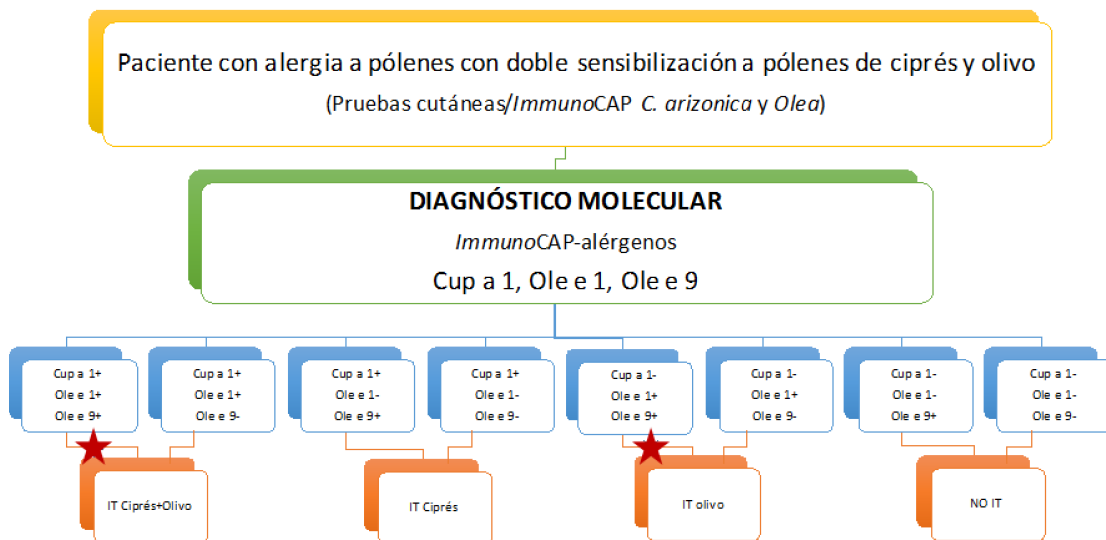 Paciente con alergia a pólenes con doble sensibilización a pólenes de ciprés y olivo
(Pruebas cutáneas/ImmunoCAP C. arizonica y Olea)
DIAGNÓSTICO MOLECULAR
ImmunoCAP-alérgenos
Cup a 1, Ole e 1, Ole e 9
Cup a 1+
Ole e 1+
Ole e 9+
Cup a 1+
Ole e 1+
Ole e 9-
Cup a 1+
Ole e 1-
Ole e 9+
Cup a 1+
Ole e 1-
Ole e 9-
Cup a 1-
Ole e 1+
Ole e 9+
Cup a 1-
Ole e 1+
Ole e 9-
Cup a 1-
Ole e 1-
Ole e 9+
Cup a 1-
Ole e 1-
Ole e 9-
IT Ciprés+Olivo
IT Ciprés
IT olivo
NO IT